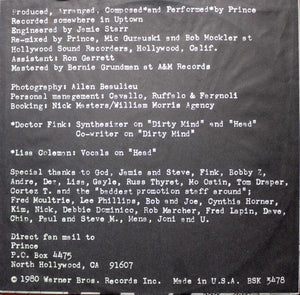 Produced, Arranged, Composed*and Performed*by Prince
Recorded somewhere in Uptown
Engineered by Jamie Starr
Re-mixed by Prince, Mic Guzauski and Bob Mockler at
Hollywood Sound Recorders, Hollywood, Calif.
Assistant: Ron Garrett
Mastered by Bernie Grundman at A&M Records
Photography: Allen Beaulieu
Personal management: Cavallo, Ruffalo & Fargnoli
Booking: Nick Masters/William Morris Agency
*Doctor Fink: Synthesizer on "Dirty Mind" and "Head"
Co-writer on "Dirty Mind"
*Lisa Coleman: Vocals on "Head"
Special thanks to God, Jamie and Steve, Fink, Bobby Z,
Andre, Dez, Lisa, Gayle, Russ Thyret, Mo Ostin, Tom Draper,
Cortez T. and the "baddest promotion staff around";
Fred Moultrie, Lee Phillips, Bob and Joe, Cynthia Horner,
Kim, Nick, Debbie Dominico, Rob Marcher, Fred Lapin, Dave,
Chip, Paul and Steve M., Mene, Joni and U.
Direct fan mail to
Prince
P.O. Box 4475
North Hollywood, CA 91607
© 1980 Warner Bros. Records Inc. Made in U.S.A. BSK 3478